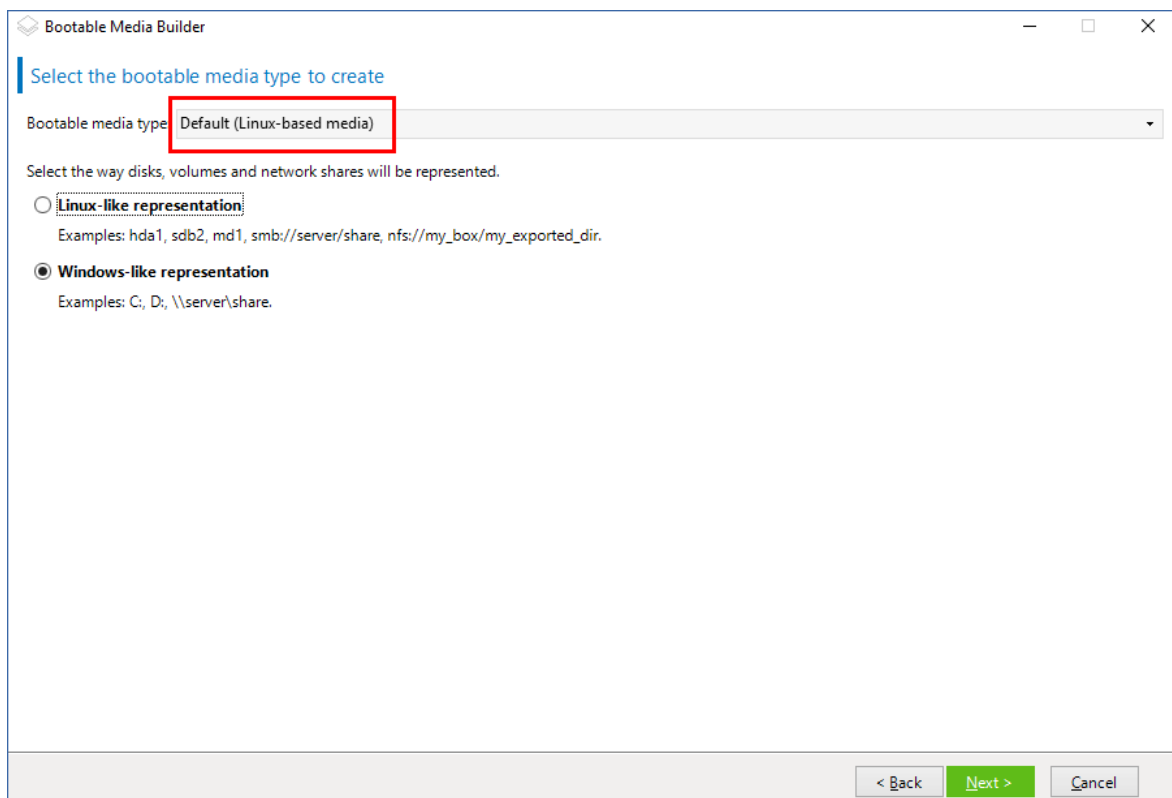 Bootable Media Builder
Select the bootable media type to create
Bootable media type: Default (Linux-based media)
Select the way disks, volumes and network shares will be represented.
Linux-like representation
Examples: hda1, sdb2, md1, smb://server/share, nfs://my_box/my_exported_dir.
Windows-like representation
Examples: C:, D:, \\server\share.
< Back Next > Cancel